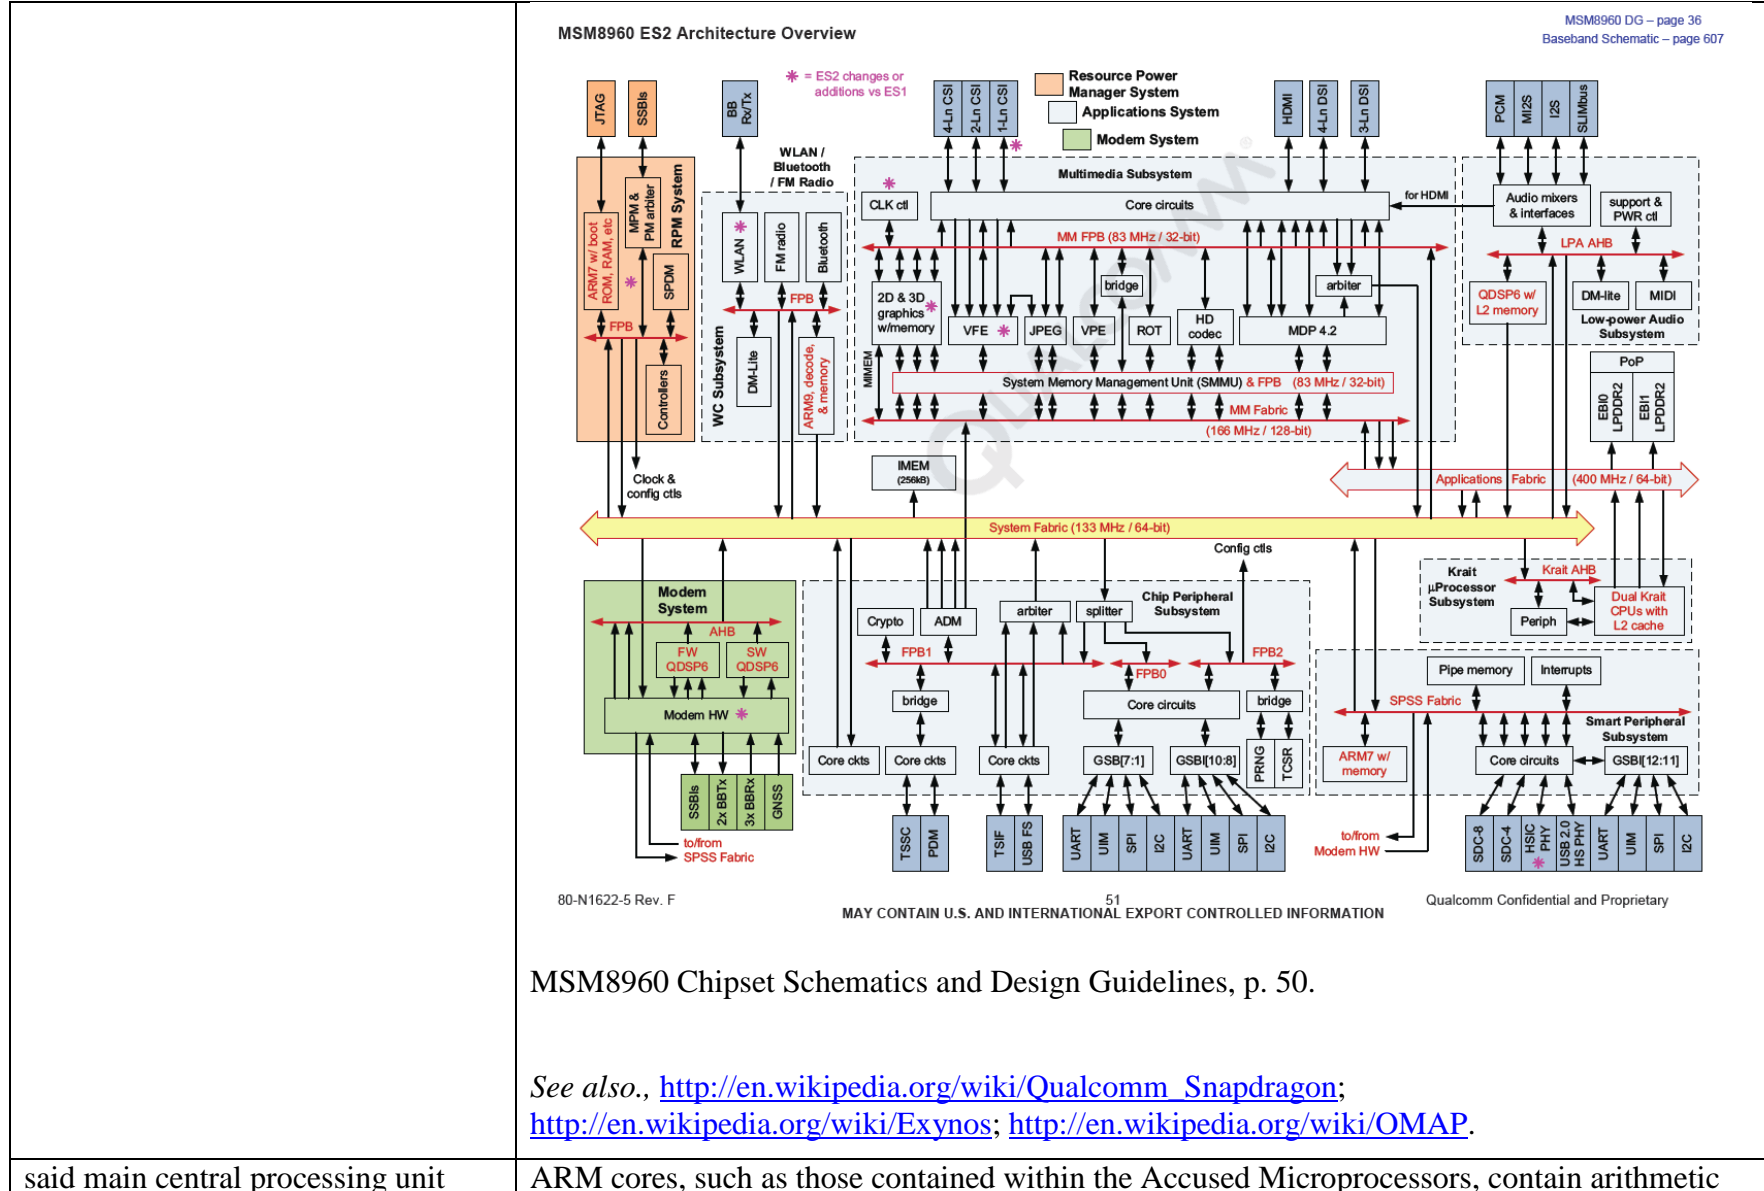 MSM8960 ES2 Architecture Overview
MSM8960 DG – page 36
Baseband Schematic – page 607
✳ = ES2 changes or
additions vs ES1
Resource Power
Manager System
Applications System
Modem System
JTAG
SSBIs
BB
Rx/Tx
4-Ln CSI
2-Ln CSI
1-Ln CSI
HDMI
4-Ln DSI
3-Ln DSI
PCM
MI2S
I2S
SLIMbus
WLAN /
Bluetooth
/ FM Radio
RPM System
MPM &
PM arbiter
ARM7 w/ boot
ROM, RAM, etc
SPDM
FPB
Controllers
Clock &
config ctls
WC Subsystem
WLAN
FM radio
Bluetooth
FPB
DM-Lite
ARM9, decode,
& memory
Multimedia Subsystem
CLK ctl
Core circuits
for HDMI
MM FPB (83 MHz / 32-bit)
2D & 3D
graphics
w/memory
VFE
JPEG
VPE
bridge
ROT
HD
codec
arbiter
MDP 4.2
MIMEM
System Memory Management Unit (SMMU) & FPB (83 MHz / 32-bit)
MM Fabric
(166 MHz / 128-bit)
Audio mixers
& interfaces
support &
PWR ctl
LPA AHB
QDSP6 w/
L2 memory
DM-lite
MIDI
Low-power Audio
Subsystem
PoP
EBI0
LPDDR2
EBI1
LPDDR2
IMEM
(256kB)
Applications Fabric (400 MHz / 64-bit)
System Fabric (133 MHz / 64-bit)
Config ctls
Krait
µProcessor
Subsystem
Krait AHB
Periph
Dual Krait
CPUs with
L2 cache
Modem
System
AHB
FW
QDSP6
SW
QDSP6
Modem HW
SSBIs
2x BBTx
3x BBRx
GNSS
to/from
SPSS Fabric
Chip Peripheral
Subsystem
Crypto
ADM
arbiter
splitter
FPB1
FPB0
FPB2
bridge
Core circuits
bridge
Core ckts
Core ckts
Core ckts
GSB[7:1]
GSBI[10:8]
PRNG
TCSR
TSSC
PDM
TSIF
USB FS
UART
UIM
SPI
I2C
UART
UIM
SPI
I2C
Pipe memory
Interrupts
SPSS Fabric
Smart Peripheral
Subsystem
ARM7 w/
memory
Core circuits
GSBI[12:11]
to/from
Modem HW
SDC-8
SDC-4
HSIC
PHY
USB 2.0
HS PHY
UART
UIM
SPI
I2C
QUALCOMM®
80-N1622-5 Rev. F
51
Qualcomm Confidential and Proprietary
MAY CONTAIN U.S. AND INTERNATIONAL EXPORT CONTROLLED INFORMATION
MSM8960 Chipset Schematics and Design Guidelines, p. 50.
See also., http://en.wikipedia.org/wiki/Qualcomm_Snapdragon;
http://en.wikipedia.org/wiki/Exynos; http://en.wikipedia.org/wiki/OMAP.
said main central processing unit
ARM cores, such as those contained within the Accused Microprocessors, contain arithmetic